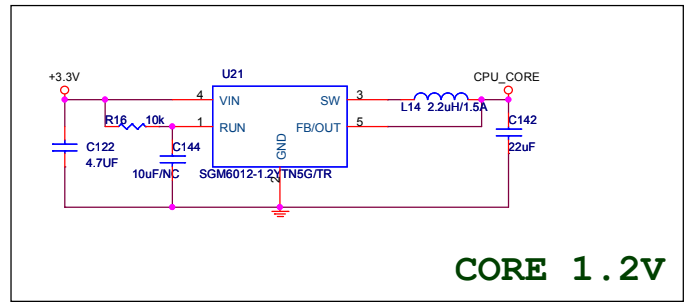 U21
+3.3V
CPU_CORE
4
VIN
SW
3
L14 2.2uH/1.5A
R16 10k
1
RUN
FB/OUT
5
C142
22uF
C122
4.7UF
C144
10uF/NC
GND
2
SGM6012-1.2YTN5G/TR
CORE 1.2V